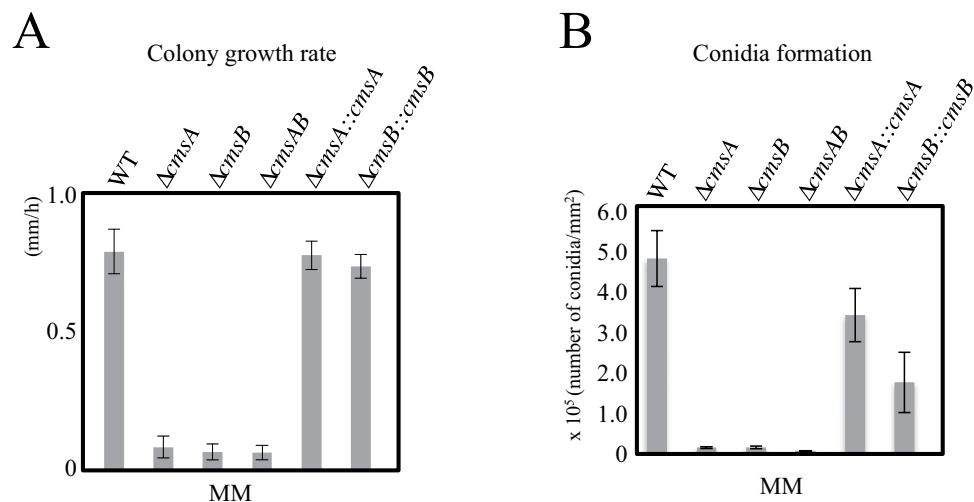 A
Colony growth rate
WT
ΔcmsA
ΔcmsB
ΔcmsAB
ΔcmsA::cmsA
ΔcmsB::cmsB
(mm/h)
1.0
0.5
0
MM
B
Conidia formation
WT
ΔcmsA
ΔcmsB
ΔcmsAB
ΔcmsA::cmsA
ΔcmsB::cmsB
x 10⁵ (number of conidia/mm²)
6.0
5.0
4.0
3.0
2.0
1.0
0
MM